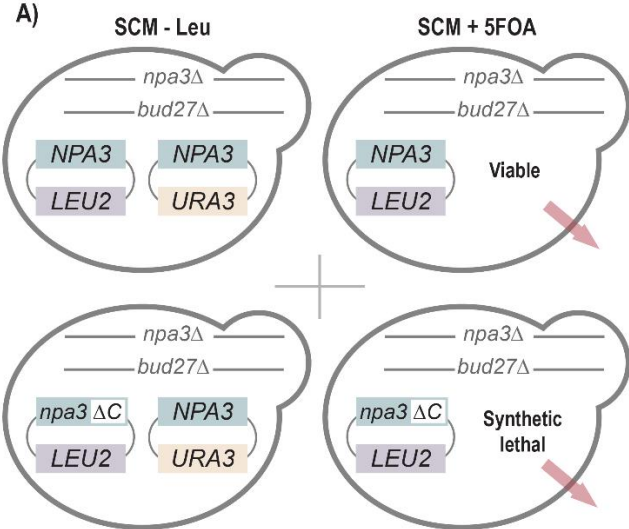 A)
SCM - Leu
SCM + 5FOA
npa3Δ
bud27Δ
NPA3
NPA3
LEU2
URA3
npa3Δ
bud27Δ
NPA3
LEU2
Viable
npa3Δ
bud27Δ
npa3 ΔC
NPA3
LEU2
URA3
npa3Δ
bud27Δ
npa3 ΔC
LEU2
Synthetic
lethal